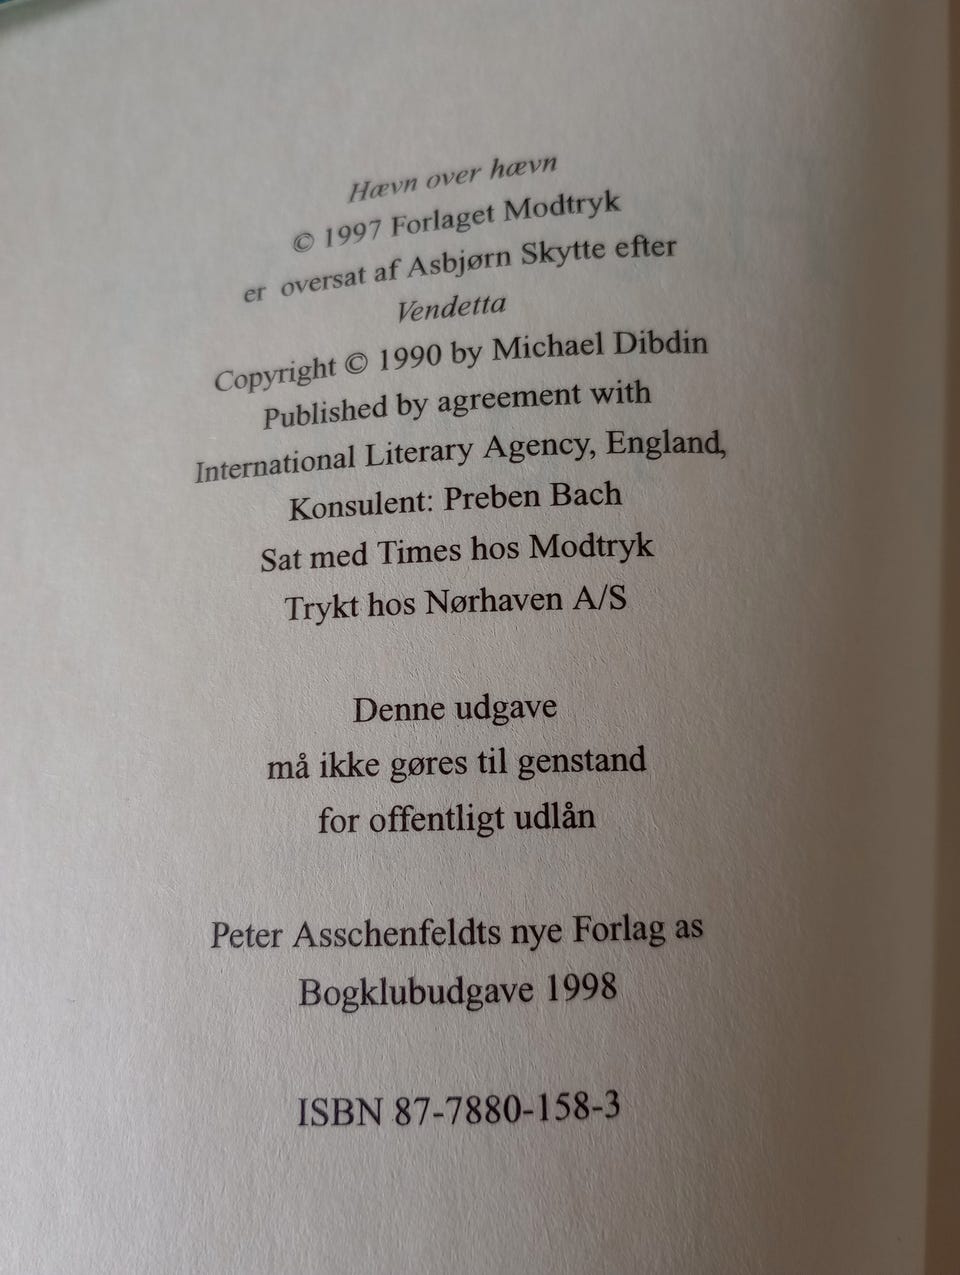 Hævn over hævn
© 1997 Forlaget Modtryk
er oversat af Asbjørn Skytte efter
Vendetta
Copyright © 1990 by Michael Dibdin
Published by agreement with
International Literary Agency, England,
Konsulent: Preben Bach
Sat med Times hos Modtryk
Trykt hos Nørhaven A/S
Denne udgave
må ikke gøres til genstand
for offentligt udlån
Peter Asschenfeldts nye Forlag as
Bogklubudgave 1998
ISBN 87-7880-158-3